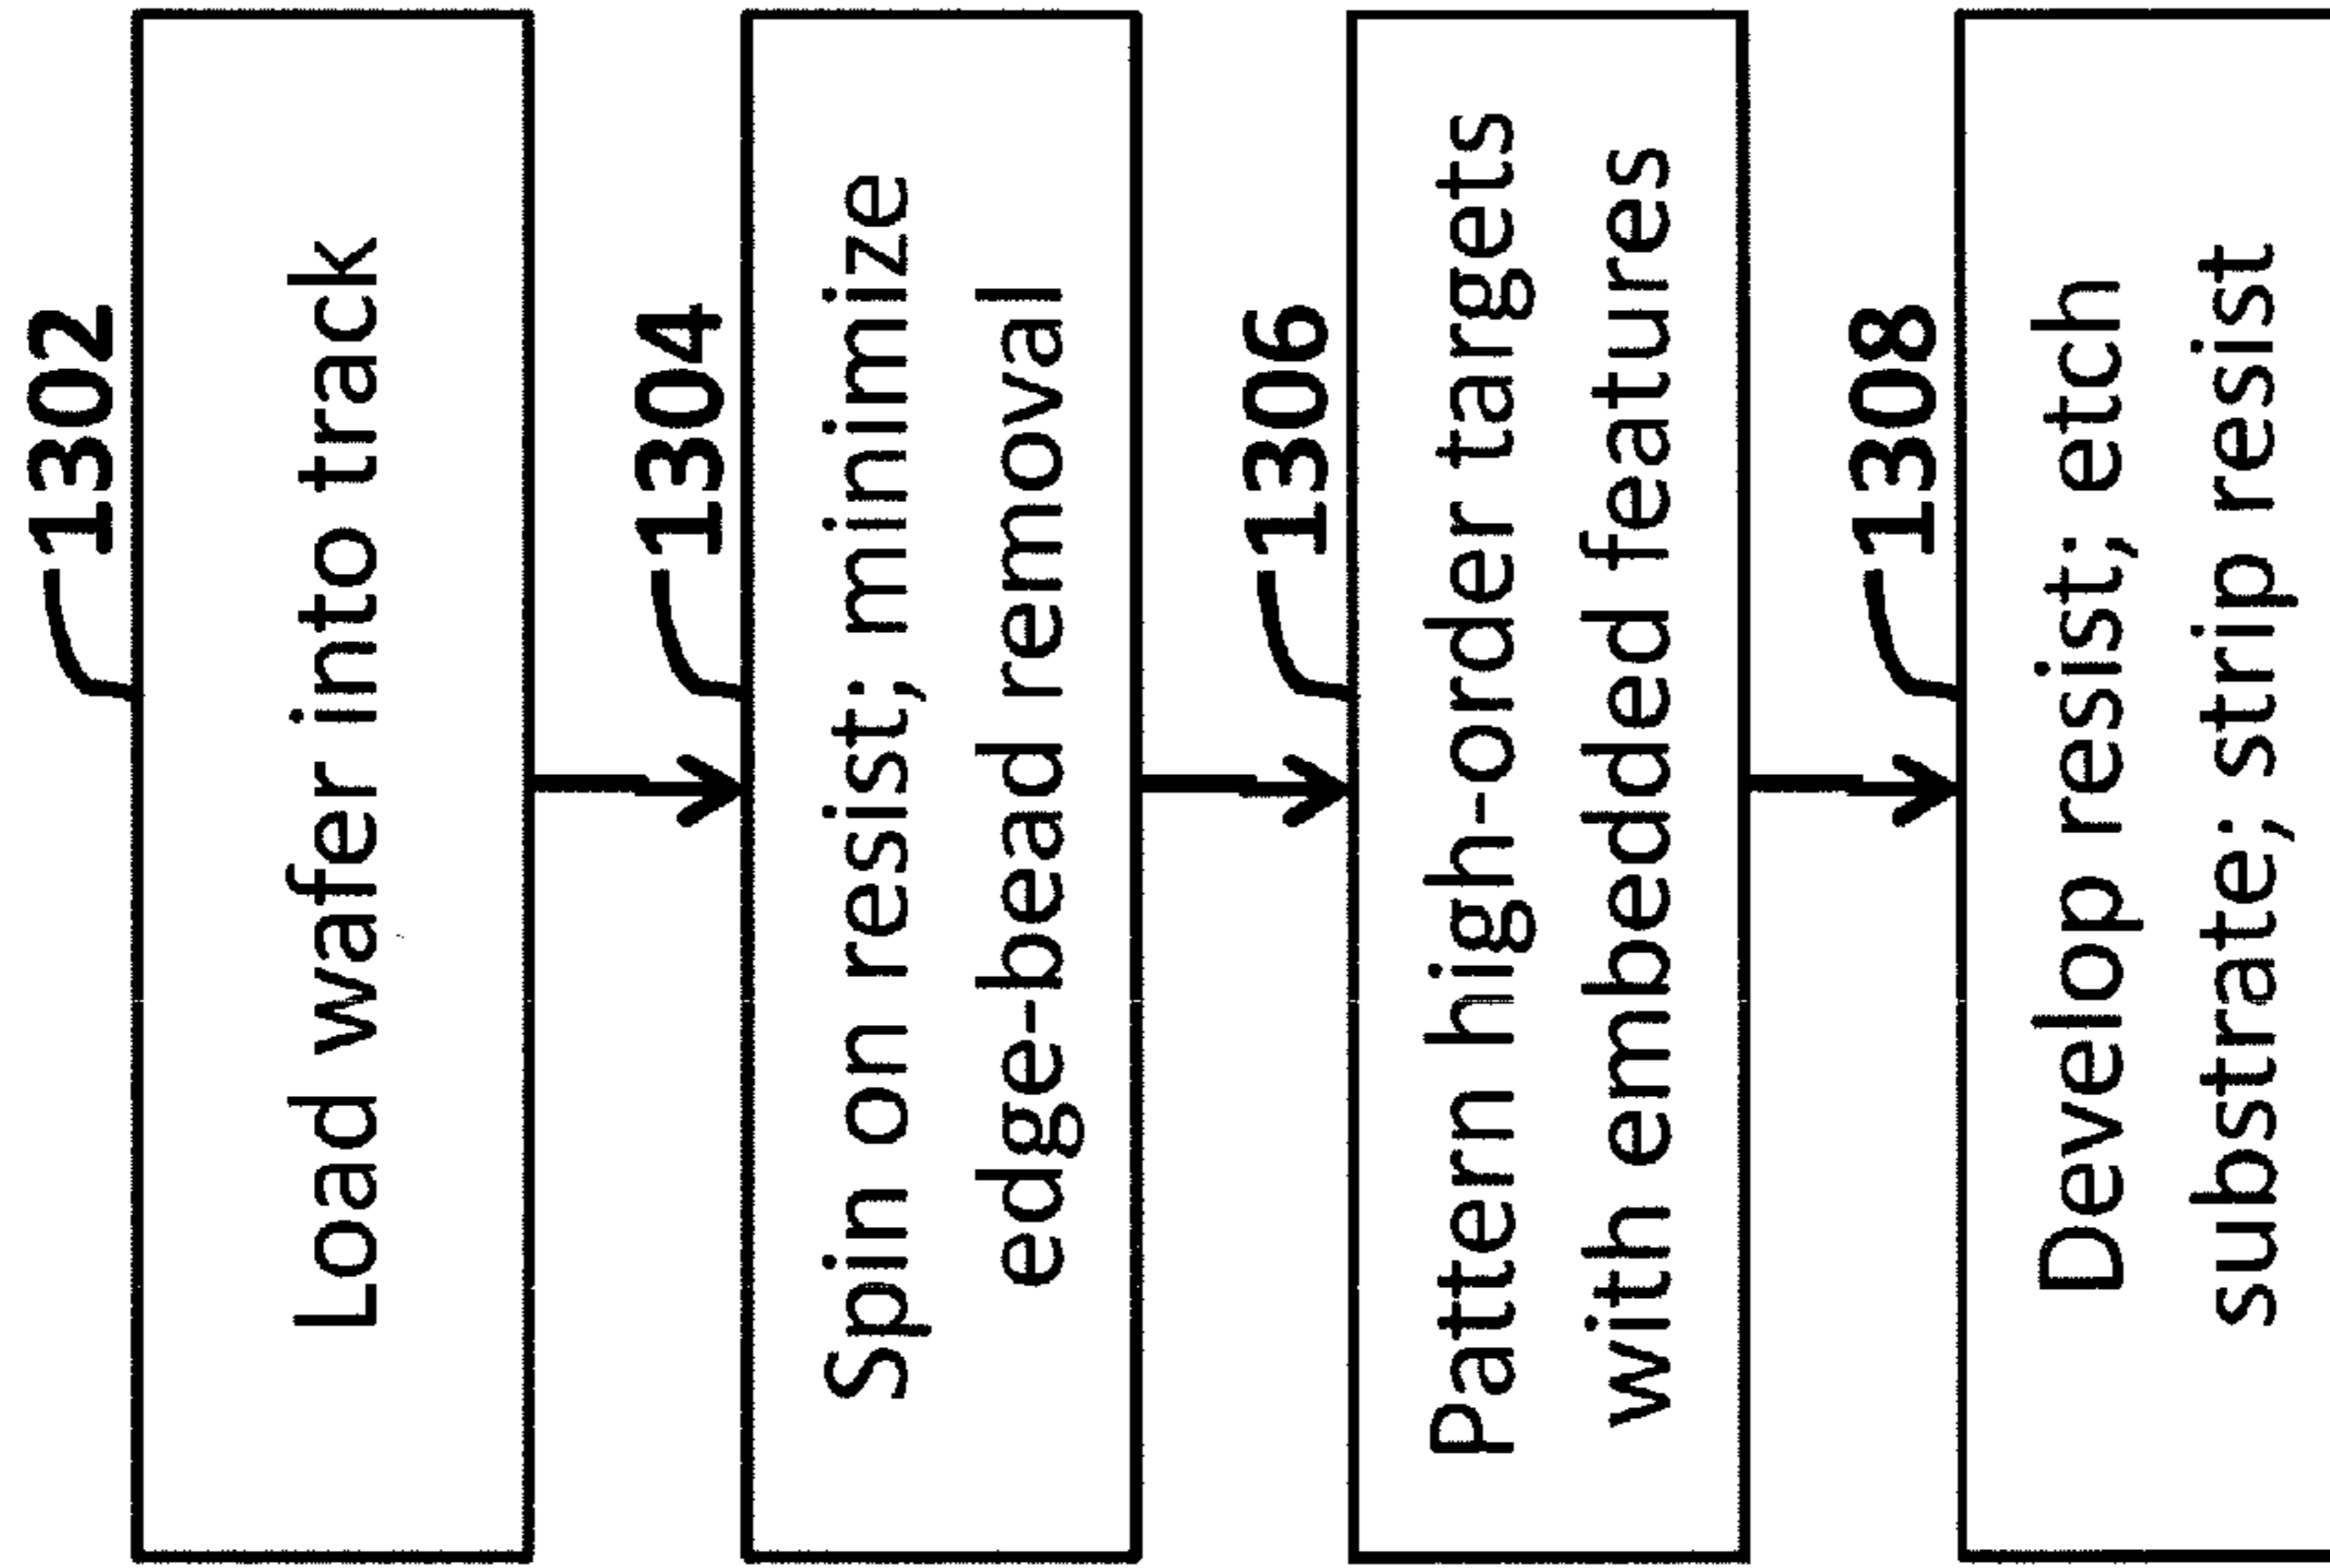 1302
Load wafer into track
1304
Spin on resist; minimize
edge-bead removal
1306
Pattern high-order targets
with embedded features
1308
Develop resist; etch
substrate; strip resist